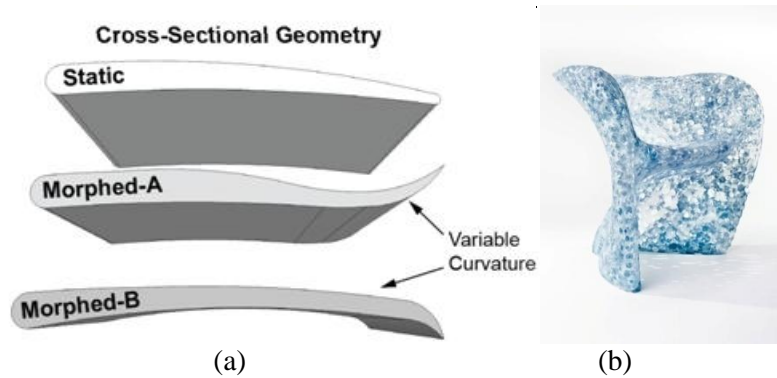 Cross-Sectional Geometry
Static
Morphed-A
Variable
Curvature
Morphed-B
(a)
(b)